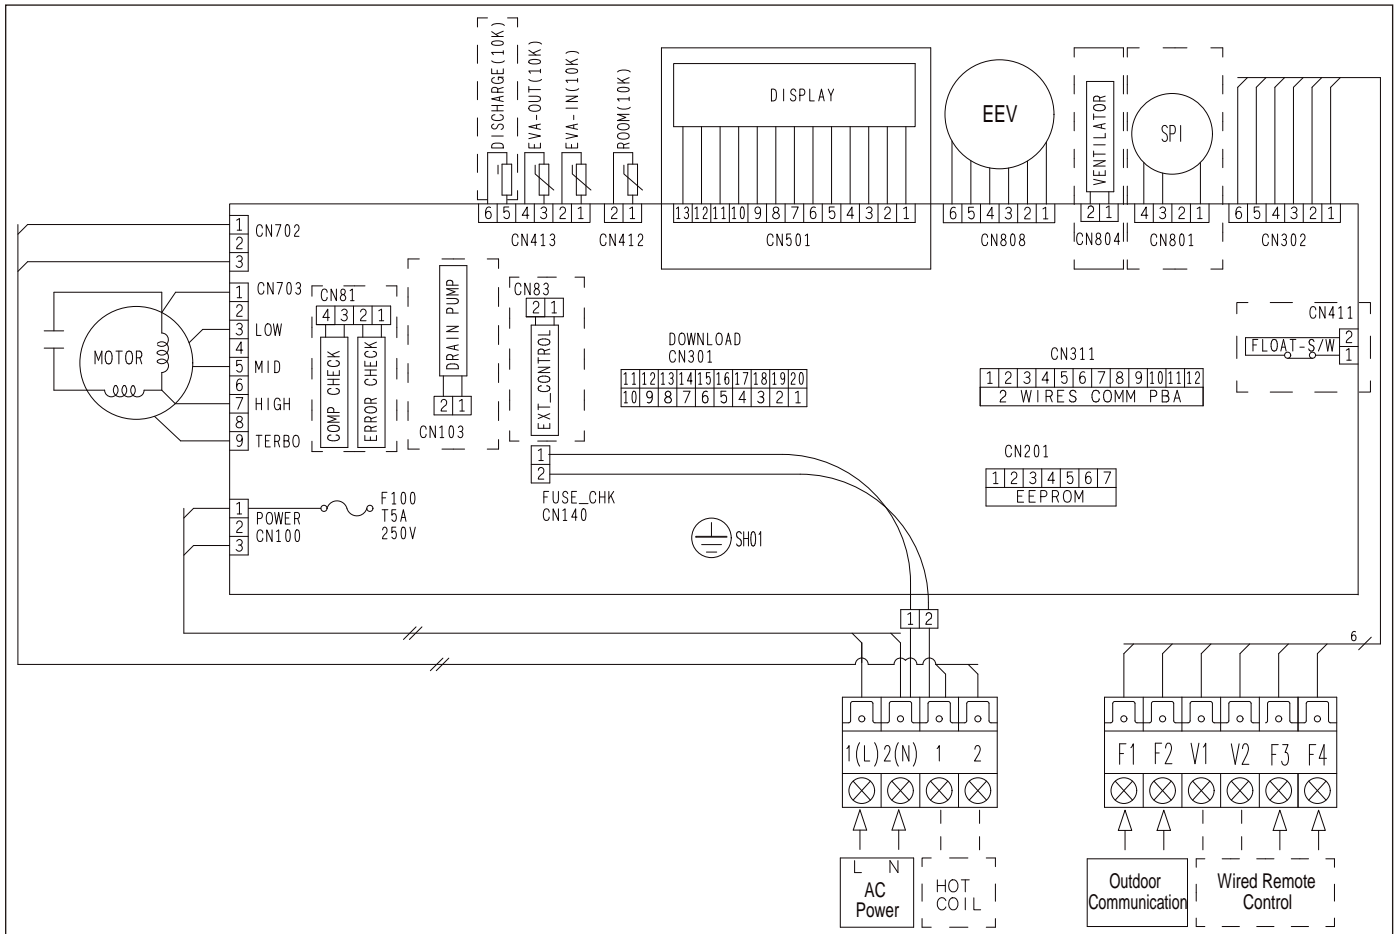 DISCHARGE(10K)
EVA-OUT(10K)
EVA-IN(10K)
ROOM(10K)
DISPLAY
EEV
VENTILATOR
SPI
6 5 4 3 2 1
2 1
13 12 11 10 9 8 7 6 5 4 3 2 1
6 5 4 3 2 1
2 1
4 3 2 1
6 5 4 3 2 1
CN413
CN412
CN501
CN808
CN804
CN801
CN302
1
2
3
CN702
CN703
1
2
3 LOW
4
5 MID
6
7 HIGH
8
9 TERBO
MOTOR
CN81
4 3 2 1
COMP CHECK
ERROR CHECK
DRAIN PUMP
2 1
CN103
CN83
2 1
EXT_CONTROL
1
2
FUSE_CHK
CN140
DOWNLOAD
CN301
11 12 13 14 15 16 17 18 19 20
10 9 8 7 6 5 4 3 2 1
CN311
1 2 3 4 5 6 7 8 9 10 11 12
2 WIRES COMM PBA
CN411
FLOAT-S/W
2
1
CN201
1 2 3 4 5 6 7
EEPROM
1
2
3
POWER
CN100
F100
T5A
250V
SH01
1 2
6
1(L) 2(N) 1 2
F1 F2 V1 V2 F3 F4
L N
AC
Power
HOT
COIL
Outdoor
Communication
Wired Remote
Control